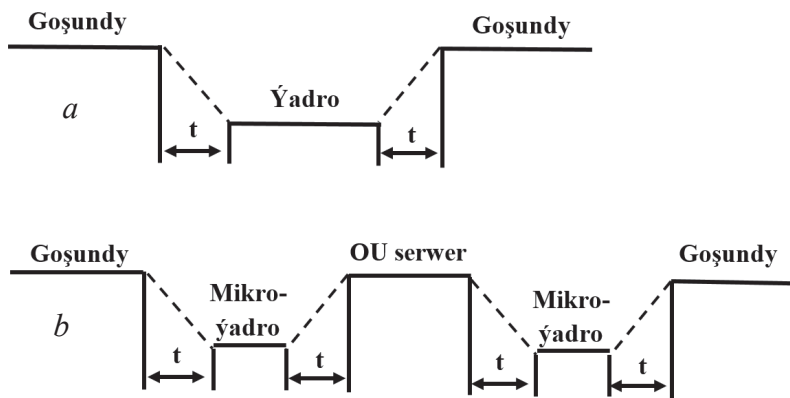 Goşundy
Goşundy
Ýadro
a
t
t
Goşundy
OU serwer
Goşundy
Mikro-
ýadro
Mikro-
ýadro
b
t
t
t
t